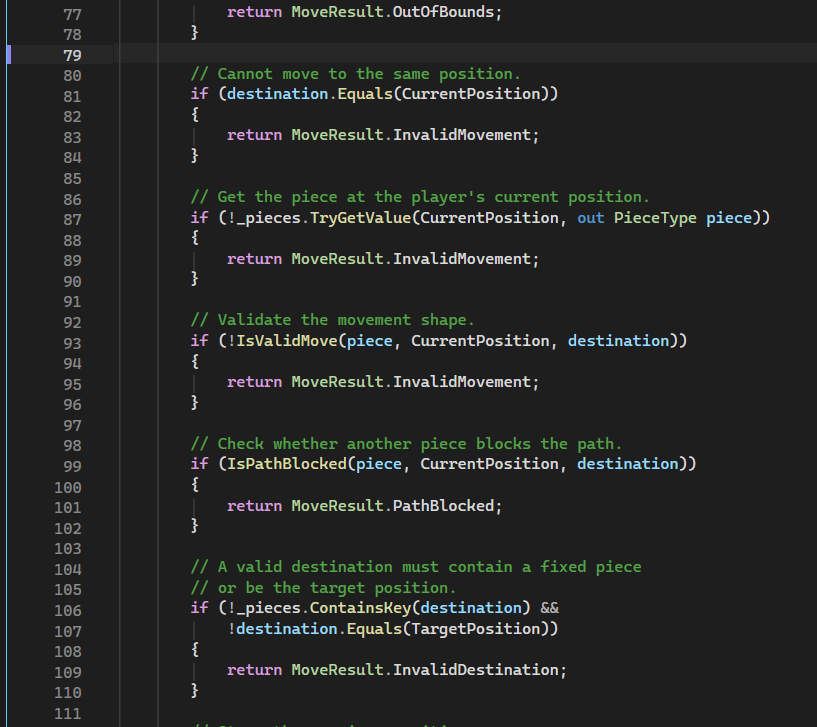 77 return MoveResult.OutOfBounds;
78 }
79
80 // Cannot move to the same position.
81 if (destination.Equals(CurrentPosition))
82 {
83 return MoveResult.InvalidMovement;
84 }
85
86 // Get the piece at the player's current position.
87 if (!_pieces.TryGetValue(CurrentPosition, out PieceType piece))
88 {
89 return MoveResult.InvalidMovement;
90 }
91
92 // Validate the movement shape.
93 if (!IsValidMove(piece, CurrentPosition, destination))
94 {
95 return MoveResult.InvalidMovement;
96 }
97
98 // Check whether another piece blocks the path.
99 if (IsPathBlocked(piece, CurrentPosition, destination))
100 {
101 return MoveResult.PathBlocked;
102 }
103
104 // A valid destination must contain a fixed piece
105 // or be the target position.
106 if (!_pieces.ContainsKey(destination) &&
107 !destination.Equals(TargetPosition))
108 {
109 return MoveResult.InvalidDestination;
110 }
111